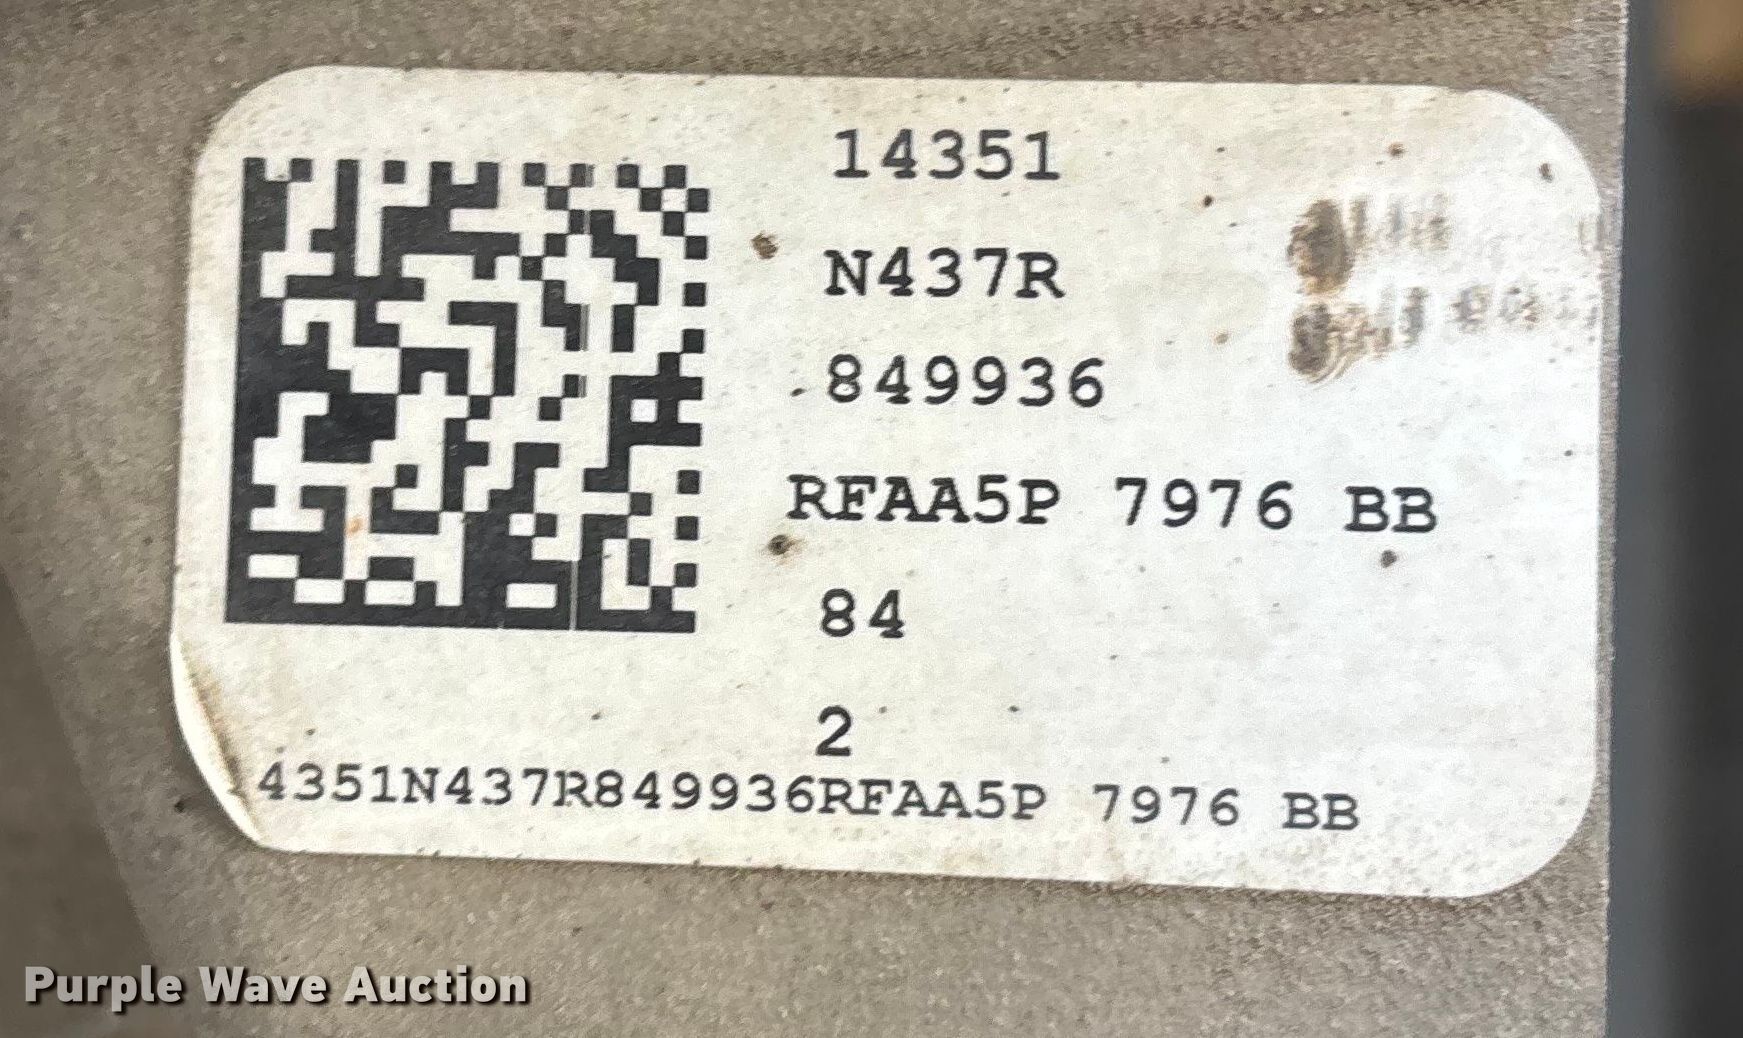 14351
N437R
849936
RFAA5P 7976 BB
84
2
4351N437R849936RFAA5P 7976 BB
Purple Wave Auction